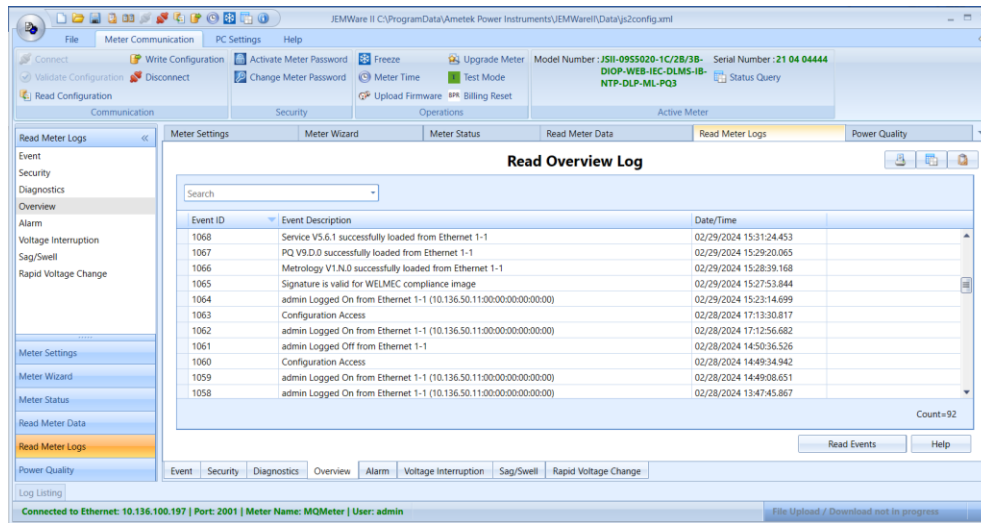 JEMWare II C:\ProgramData\Ametek Power Instruments\JEMWareII\Data\js2config.xml
File Meter Communication PC Settings Help
Connect Write Configuration Activate Meter Password Freeze Upgrade Meter Model Number : JSII-09S5020-1C/2B/3B- Serial Number : 21 04 04444
Validate Configuration Disconnect Change Meter Password Meter Time Test Mode DIOP-WEB-IEC-DLMS-IB- Status Query
NTP-DLP-ML-PQ3
Read Configuration Upload Firmware BPR Billing Reset
Communication Security Operations Active Meter
Read Meter Logs « Meter Settings Meter Wizard Meter Status Read Meter Data Read Meter Logs Power Quality
Event
Security
Diagnostics
Overview
Alarm
Voltage Interruption
Sag/Swell
Rapid Voltage Change
Meter Settings
Meter Wizard
Meter Status
Read Meter Data
Read Meter Logs
Power Quality
Read Overview Log
Search
Event ID Event Description Date/Time
1068 Service V5.6.1 successfully loaded from Ethernet 1-1 02/29/2024 15:31:24.453
1067 PQ V9.D.0 successfully loaded from Ethernet 1-1 02/29/2024 15:29:20.065
1066 Metrology V1.N.0 successfully loaded from Ethernet 1-1 02/29/2024 15:28:39.168
1065 Signature is valid for WELMEC compliance image 02/29/2024 15:27:53.844
1064 admin Logged On from Ethernet 1-1 (10.136.50.11:00:00:00:00:00:00) 02/29/2024 15:23:14.699
1063 Configuration Access 02/28/2024 17:13:30.817
1062 admin Logged On from Ethernet 1-1 (10.136.50.11:00:00:00:00:00:00) 02/28/2024 17:12:56.682
1061 admin Logged Off from Ethernet 1-1 02/28/2024 14:50:36.526
1060 Configuration Access 02/28/2024 14:49:34.942
1059 admin Logged On from Ethernet 1-1 (10.136.50.11:00:00:00:00:00:00) 02/28/2024 14:49:08.651
1058 admin Logged On from Ethernet 1-1 (10.136.50.11:00:00:00:00:00:00) 02/28/2024 13:47:45.867
Count=92
Read Events Help
Event Security Diagnostics Overview Alarm Voltage Interruption Sag/Swell Rapid Voltage Change
Log Listing
Connected to Ethernet: 10.136.100.197 | Port: 2001 | Meter Name: MQMeter | User: admin File Upload / Download not in progress